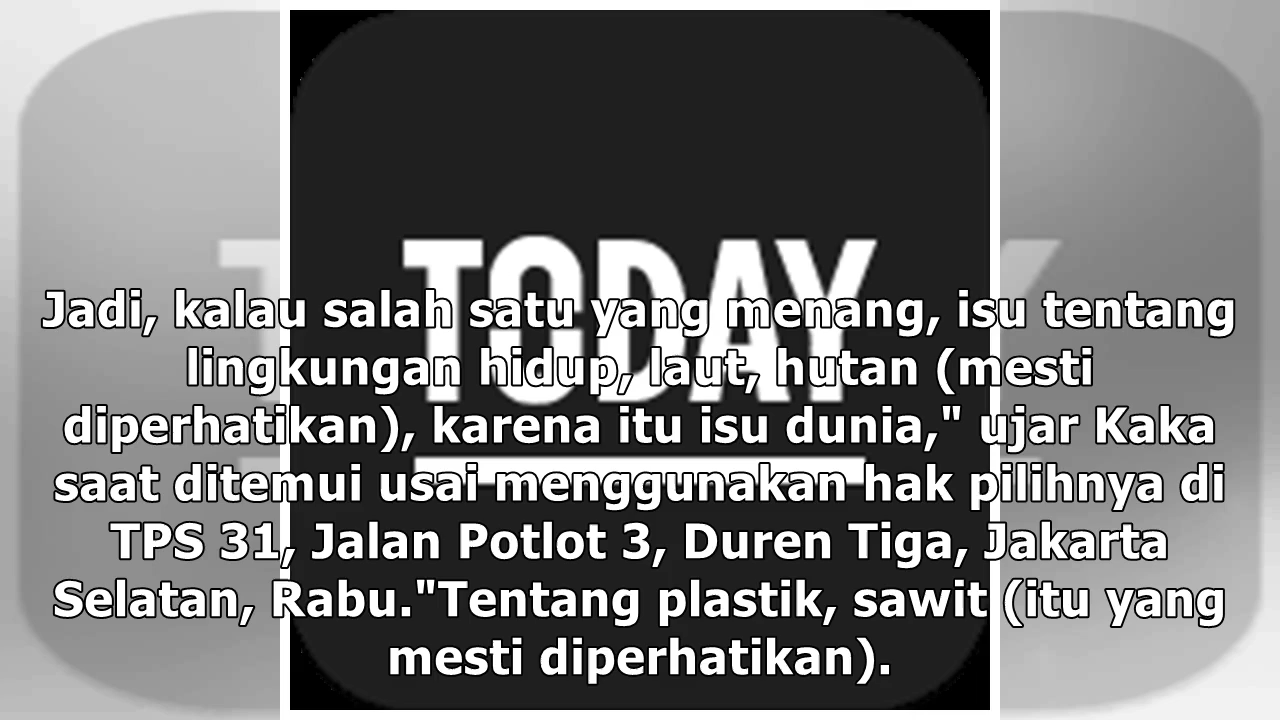 TODAY
Jadi, kalau salah satu yang menang, isu tentang
lingkungan hidup, laut, hutan (mesti
diperhatikan), karena itu isu dunia," ujar Kaka
saat ditemui usai menggunakan hak pilihnya di
TPS 31, Jalan Potlot 3, Duren Tiga, Jakarta
Selatan, Rabu."Tentang plastik, sawit (itu yang
mesti diperhatikan).